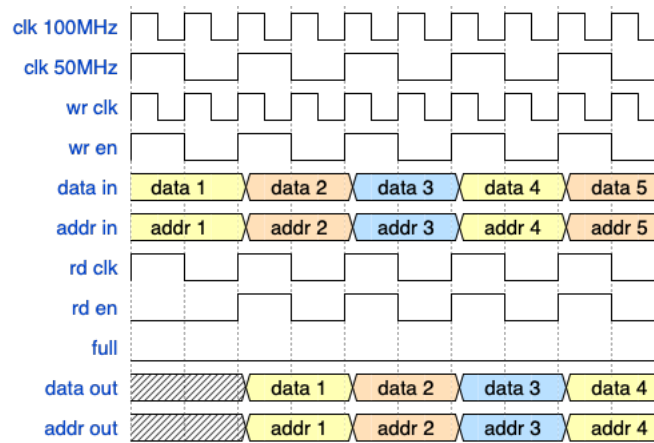 clk 100MHz
clk 50MHz
wr clk
wr en
data in data 1 data 2 data 3 data 4 data 5
addr in addr 1 addr 2 addr 3 addr 4 addr 5
rd clk
rd en
full
data out data 1 data 2 data 3 data 4
addr out addr 1 addr 2 addr 3 addr 4